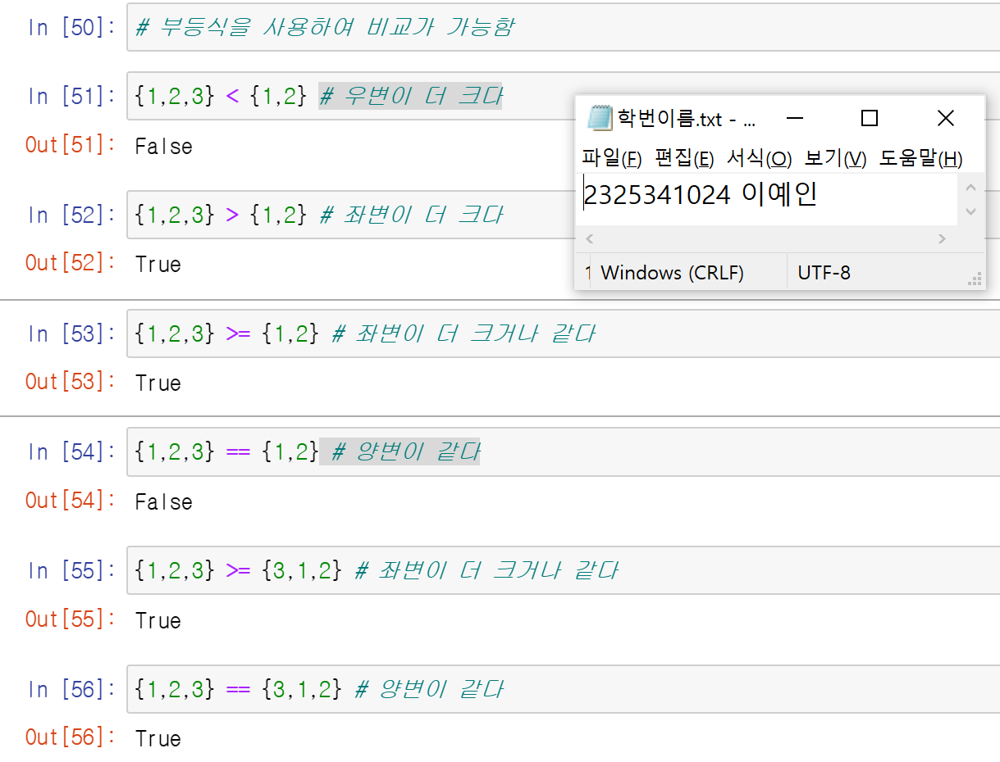 In [50]: # 부등식을 사용하여 비교가 가능함
In [51]: {1,2,3} < {1,2} # 우변이 더 크다
Out[51]: False
In [52]: {1,2,3} > {1,2} # 좌변이 더 크다
Out[52]: True
학번이름.txt - ...
파일(F) 편집(E) 서식(O) 보기(V) 도움말(H)
2325341024 이예인
1 Windows (CRLF) UTF-8
In [53]: {1,2,3} >= {1,2} # 좌변이 더 크거나 같다
Out[53]: True
In [54]: {1,2,3} == {1,2} # 양변이 같다
Out[54]: False
In [55]: {1,2,3} >= {3,1,2} # 좌변이 더 크거나 같다
Out[55]: True
In [56]: {1,2,3} == {3,1,2} # 양변이 같다
Out[56]: True